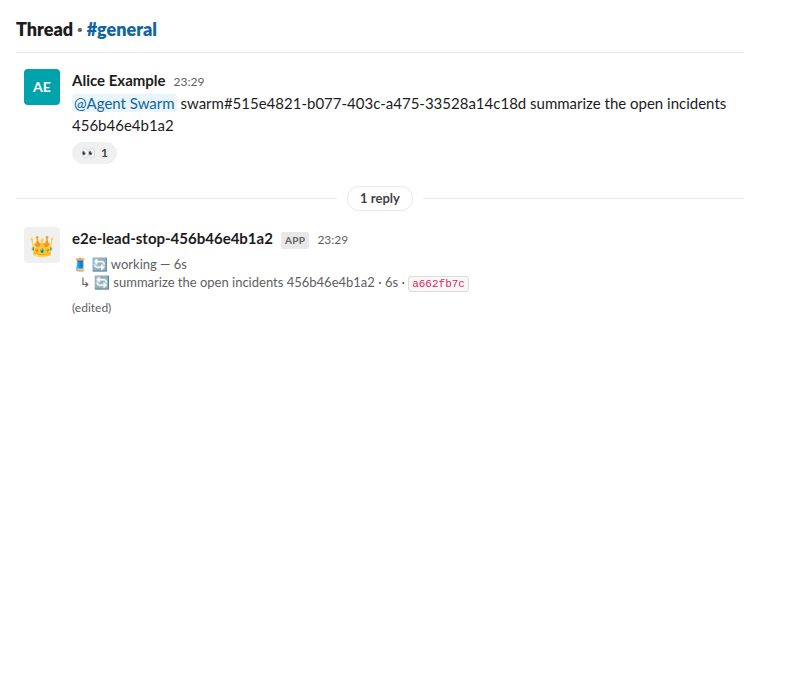 Thread • #general
AE
Alice Example 23:29
@Agent Swarm swarm#515e4821-b077-403c-a475-33528a14c18d summarize the open incidents
456b46e4b1a2
👀 1
1 reply
e2e-lead-stop-456b46e4b1a2 APP 23:29
🧵 🔄 working — 6s
↳ 🔄 summarize the open incidents 456b46e4b1a2 · 6s · a662fb7c
(edited)